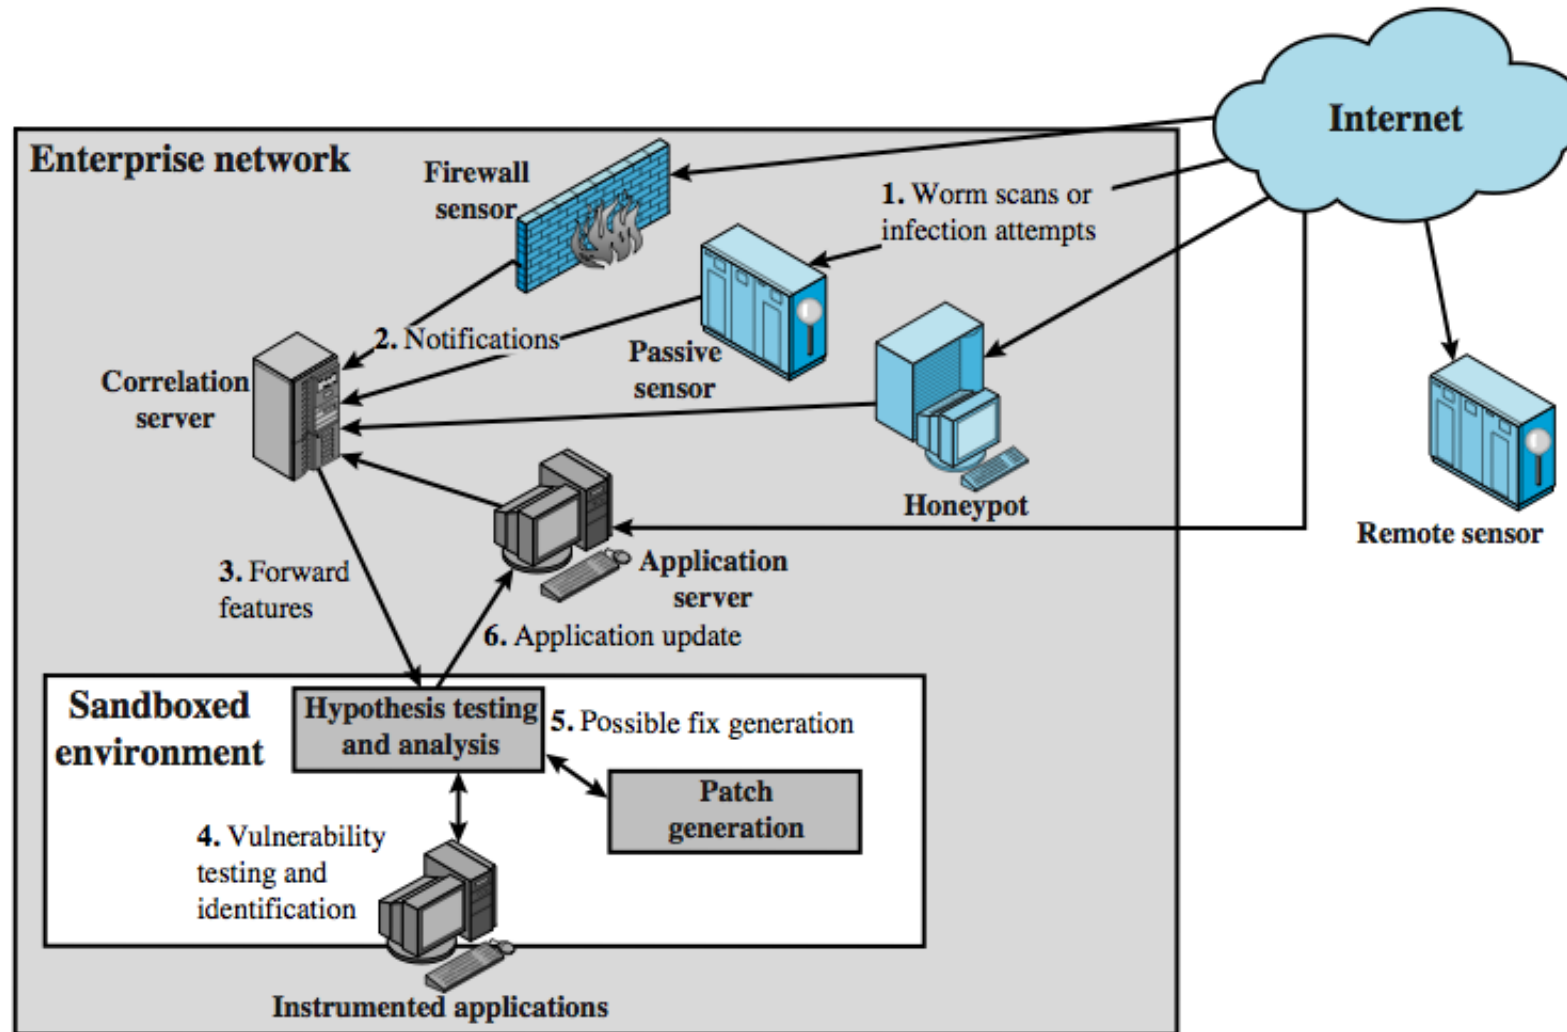 Internet
Enterprise network
Firewall
sensor
1. Worm scans or
infection attempts
2. Notifications
Passive
sensor
Correlation
server
Honeypot
Remote sensor
Application
server
3. Forward
features
6. Application update
Sandboxed
environment
Hypothesis testing
and analysis
5. Possible fix generation
Patch
generation
4. Vulnerability
testing and
identification
Instrumented applications